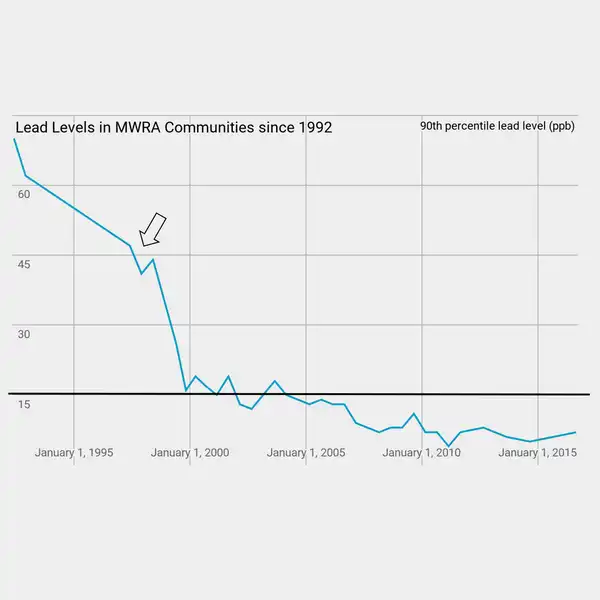 Lead Levels in MWRA Communities since 1992
90th percentile lead level (ppb)
60
45
30
15
January 1, 1995
January 1, 2000
January 1, 2005
January 1, 2010
January 1, 2015